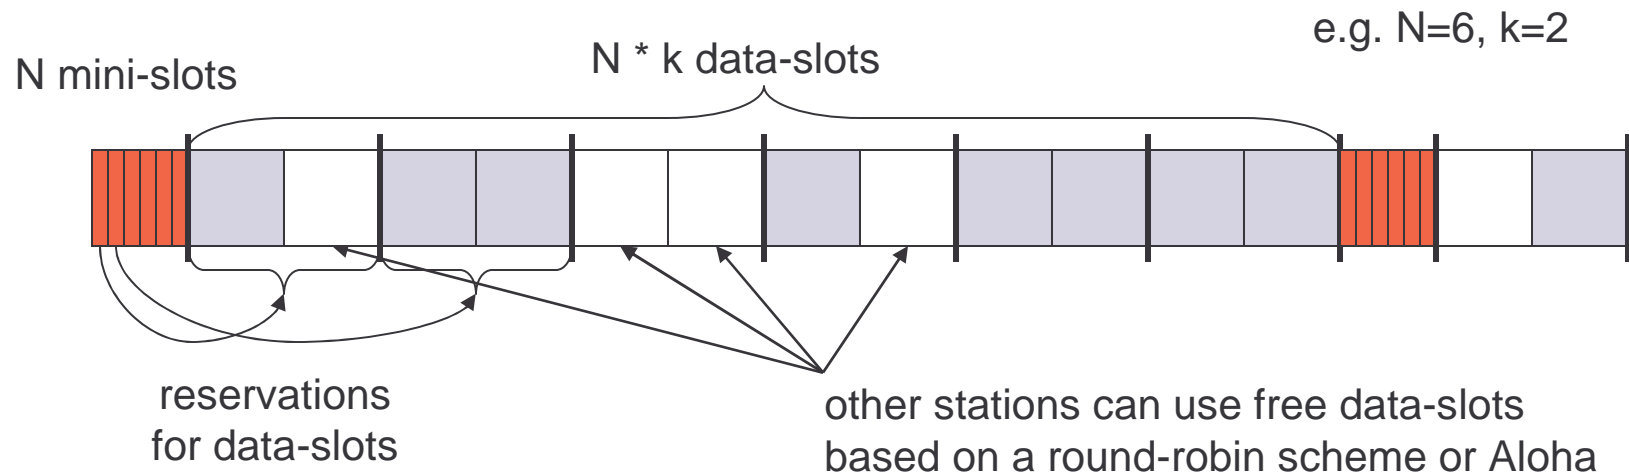 e.g. N=6, k=2
N * k data-slots
N mini-slots
reservations
for data-slots
other stations can use free data-slots
based on a round-robin scheme or Aloha